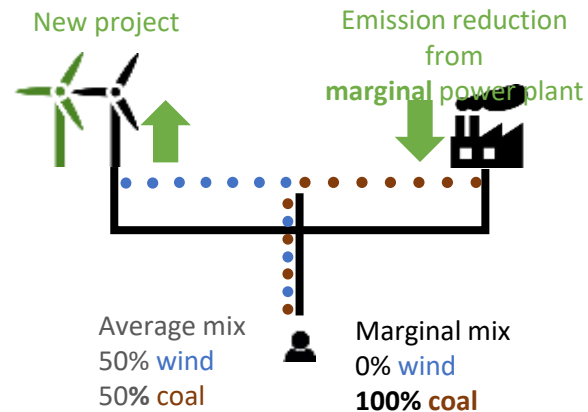 New project
Emission reduction
from
marginal power plant
Average mix
50% wind
50% coal
Marginal mix
0% wind
100% coal